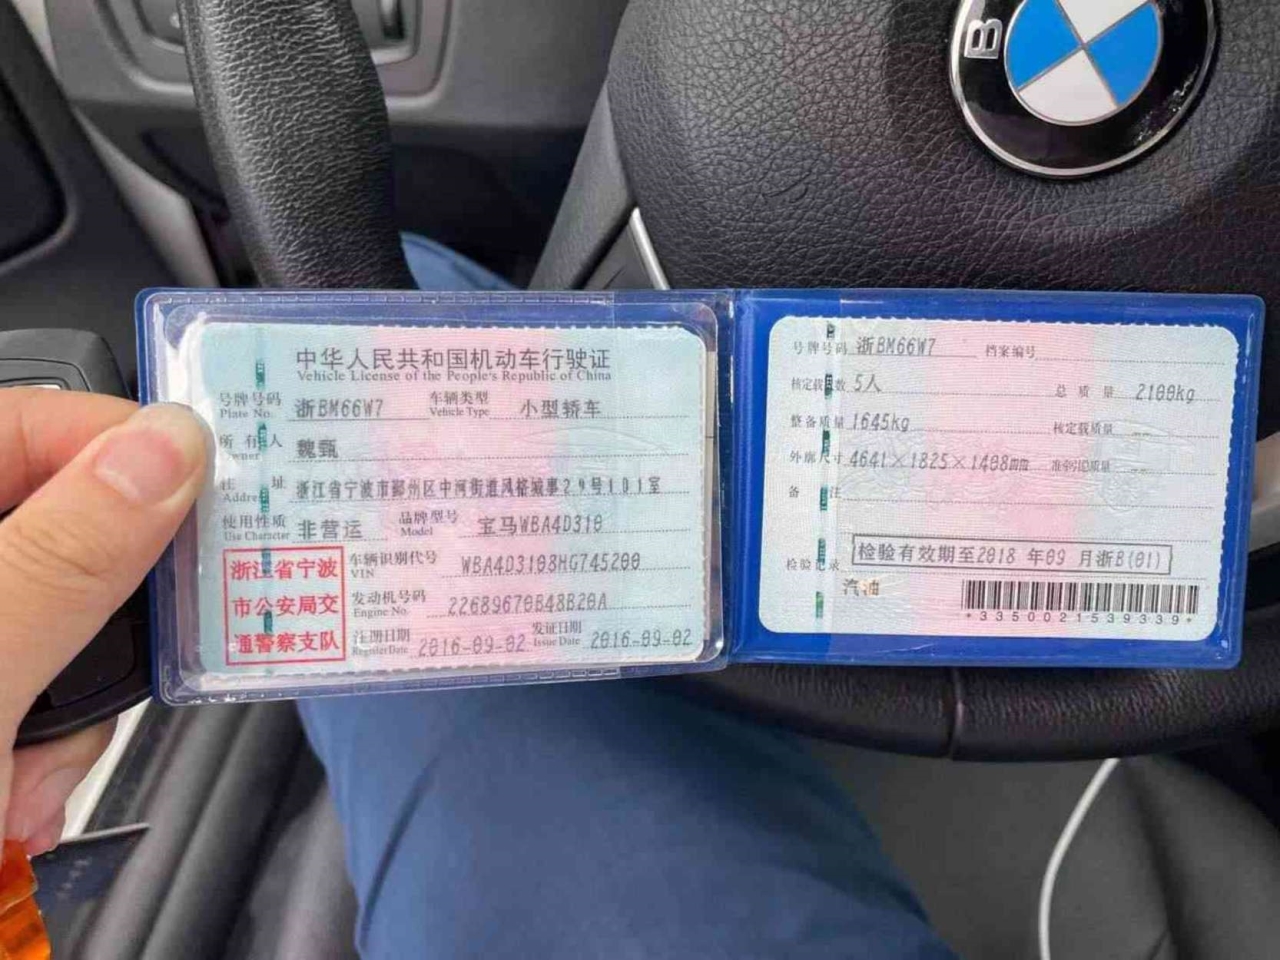 B
中华人民共和国机动车行驶证
Vehicle License of the People's Republic of China
号牌号码 浙BM66W7 车辆类型 小型轿车
Plate No. Vehicle Type
所有人 魏甄
Owner
住址 浙江省宁波市鄞州区中河街道风格城事29号101室
Address
使用性质 非营运 品牌型号 宝马WBA4D310
Use Character Model
车辆识别代号 WBA4D3108HG745200
VIN
发动机号码 22689670B48B20A
Engine No.
注册日期 2016-09-02 发证日期 2016-09-02
Register Date Issue Date
浙江省宁波
市公安局交
通警察支队
号牌号码 浙BM66W7 档案编号
核定载人数 5人 总质量 2100kg
整备质量 1645kg 核定载质量 --
外廓尺寸 4641×1825×1408mm 准牵引总质量 --
备注
检验记录 检验有效期至2018 年09 月浙B(01)
汽油
*3350021539339*